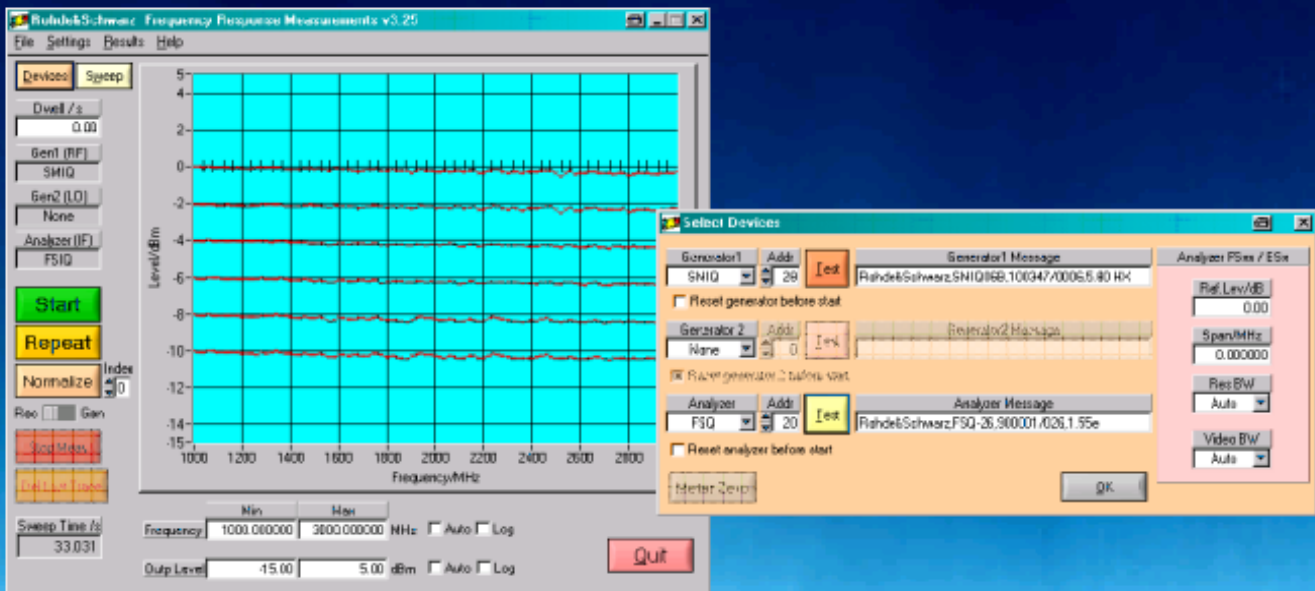 Rohde&Schwarz Frequency Response Measurements v3.25
File Settings Results Help
Devices Sweep
Dwell / s
0.00
Gen1 (RF)
SMIQ
Gen2 (LO)
None
Analyzer (IF)
FSIQ
Start
Repeat
Normalize
Index
0
Rec Gen
Stop Meas
Del Last Trace
Sweep Time /s
33.031
Level/dBm
5
4
2
0
-2
-4
-6
-8
-10
-12
-14
-15
1000 1200 1400 1600 1800 2000 2200 2400 2600 2800
Frequency/MHz
Min Max
Frequency 1000.000000 3000.000000 MHz Auto Log
Outp Level -15.00 5.00 dBm Auto Log
Quit
Select Devices
Generator1 Addr Generator1 Message
SMIQ 28 Test Rohde&Schwarz,SMIQ06B,100347/0006,5.80 HX
Reset generator before start
Generator 2 Addr Generator2 Message
None 0 Test
Reset generator 2 before start
Analyzer Addr Analyzer Message
FSQ 20 Test Rohde&Schwarz,FSQ-26,900001/026,1.55e
Reset analyzer before start
Meter Zero
OK
Analyzer FSxx / ESxx
Ref.Lev/dB
0.00
Span/MHz
0.000000
Res BW
Auto
Video BW
Auto